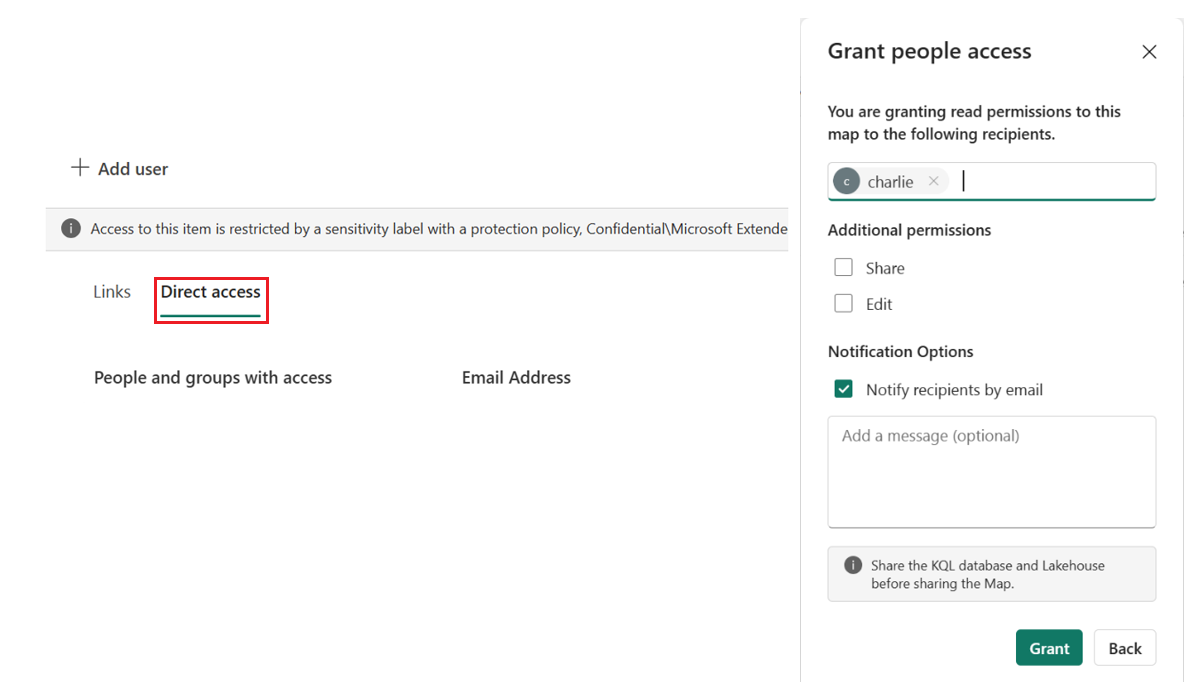 Add user
Access to this item is restricted by a sensitivity label with a protection policy, Confidential\Microsoft Extende
Links
Direct access
People and groups with access
Email Address
Grant people access
You are granting read permissions to this
map to the following recipients.
c
charlie
Additional permissions
Share
Edit
Notification Options
Notify recipients by email
Add a message (optional)
Share the KQL database and Lakehouse
before sharing the Map.
Grant
Back